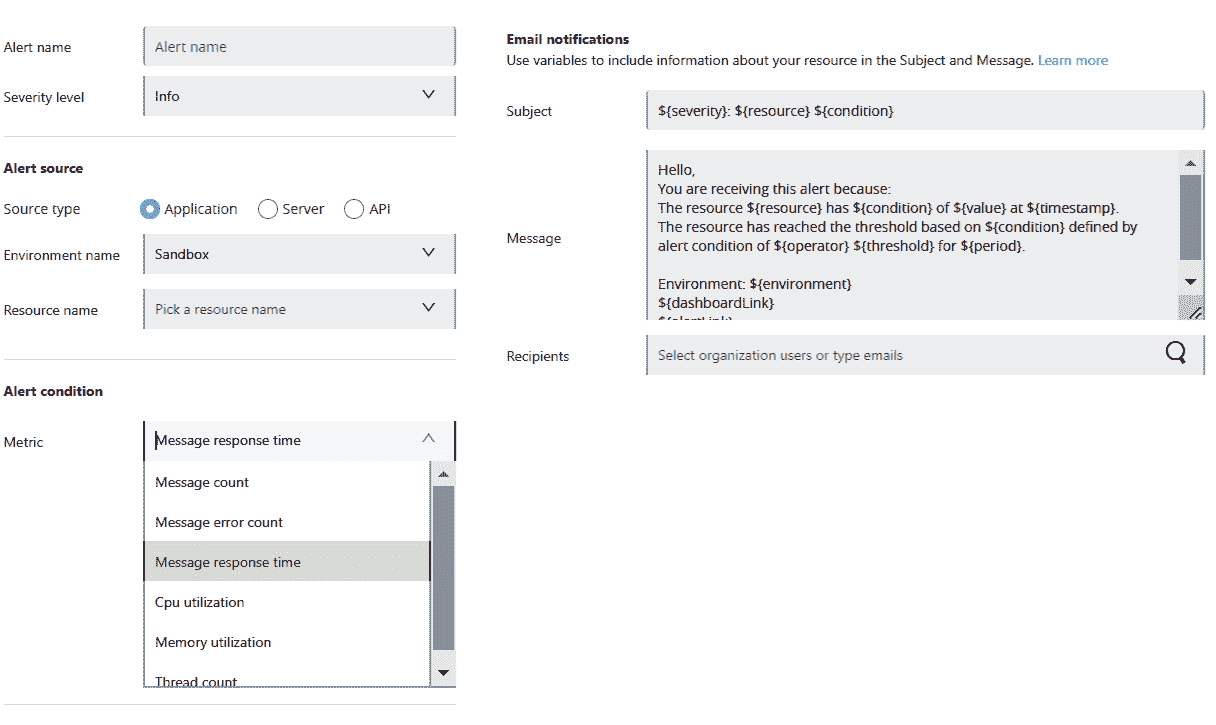 Alert name
Alert name
Severity level
Info
Alert source
Source type
Application
Server
API
Environment name
Sandbox
Resource name
Pick a resource name
Alert condition
Metric
Message response time
Message count
Message error count
Message response time
Cpu utilization
Memory utilization
Thread count
Email notifications
Use variables to include information about your resource in the Subject and Message. Learn more
Subject
${severity}: ${resource} ${condition}
Message
Hello,
You are receiving this alert because:
The resource ${resource} has ${condition} of ${value} at ${timestamp}.
The resource has reached the threshold based on ${condition} defined by
alert condition of ${operator} ${threshold} for ${period}.
Environment: ${environment}
${dashboardLink}
${alertLink}
Recipients
Select organization users or type emails